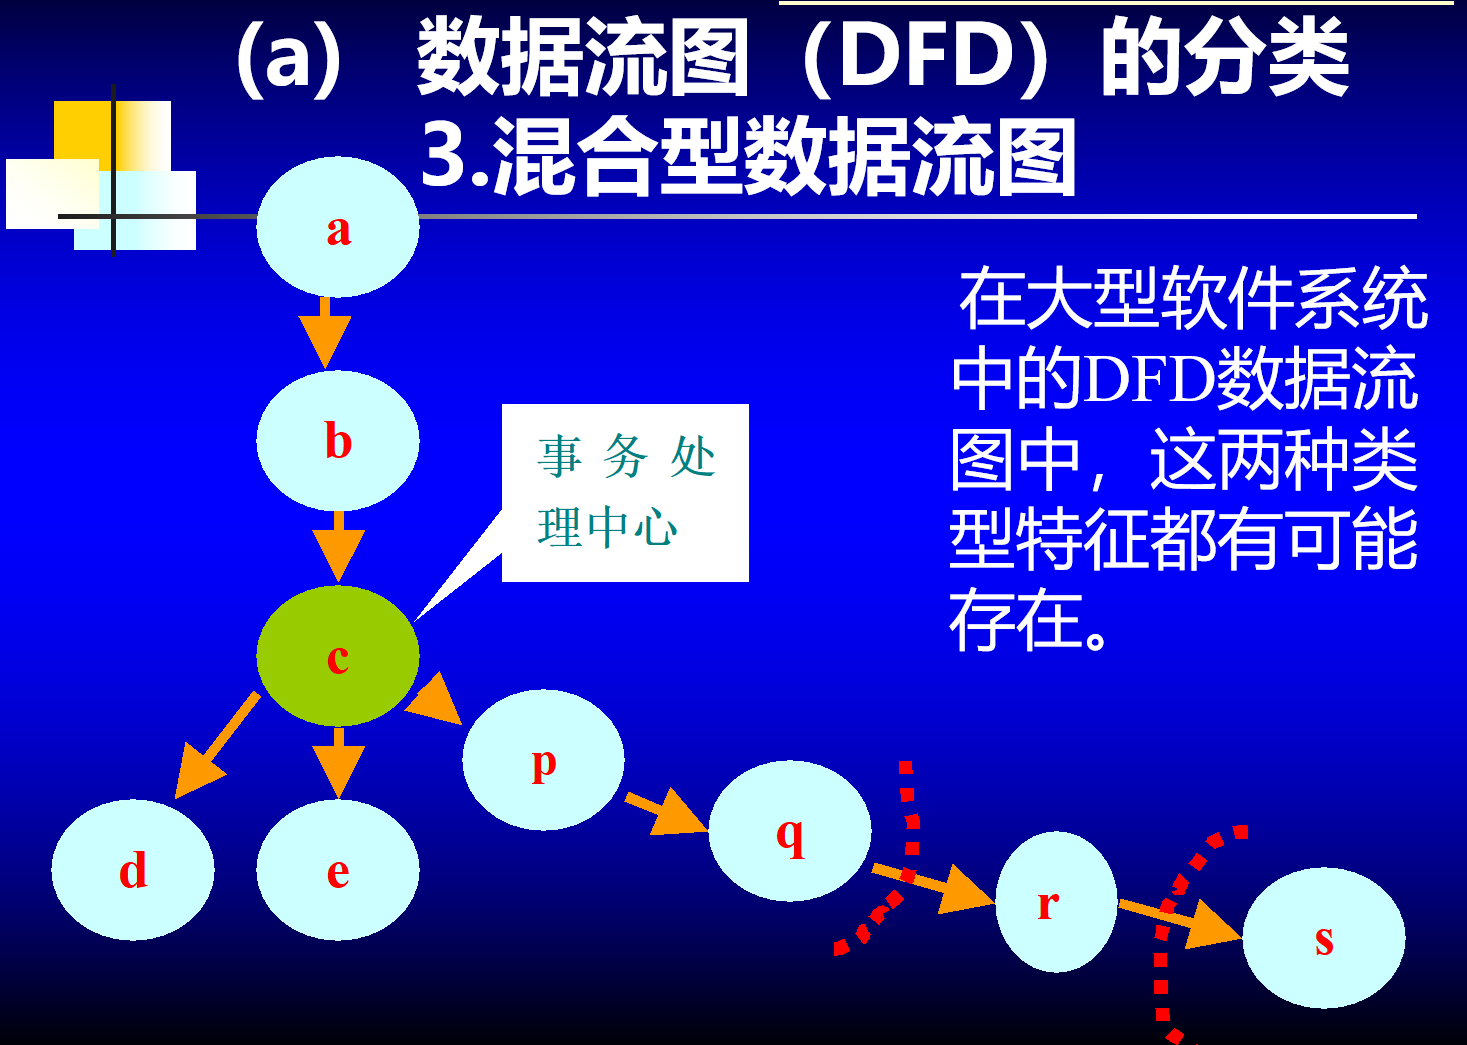 (a) 数据流图（DFD）的分类
3.混合型数据流图
a
在大型软件系统
中的DFD数据流
图中，这两种类
型特征都有可能
存在。
b
事务处
理中心
c
p
q
d
e
r
s